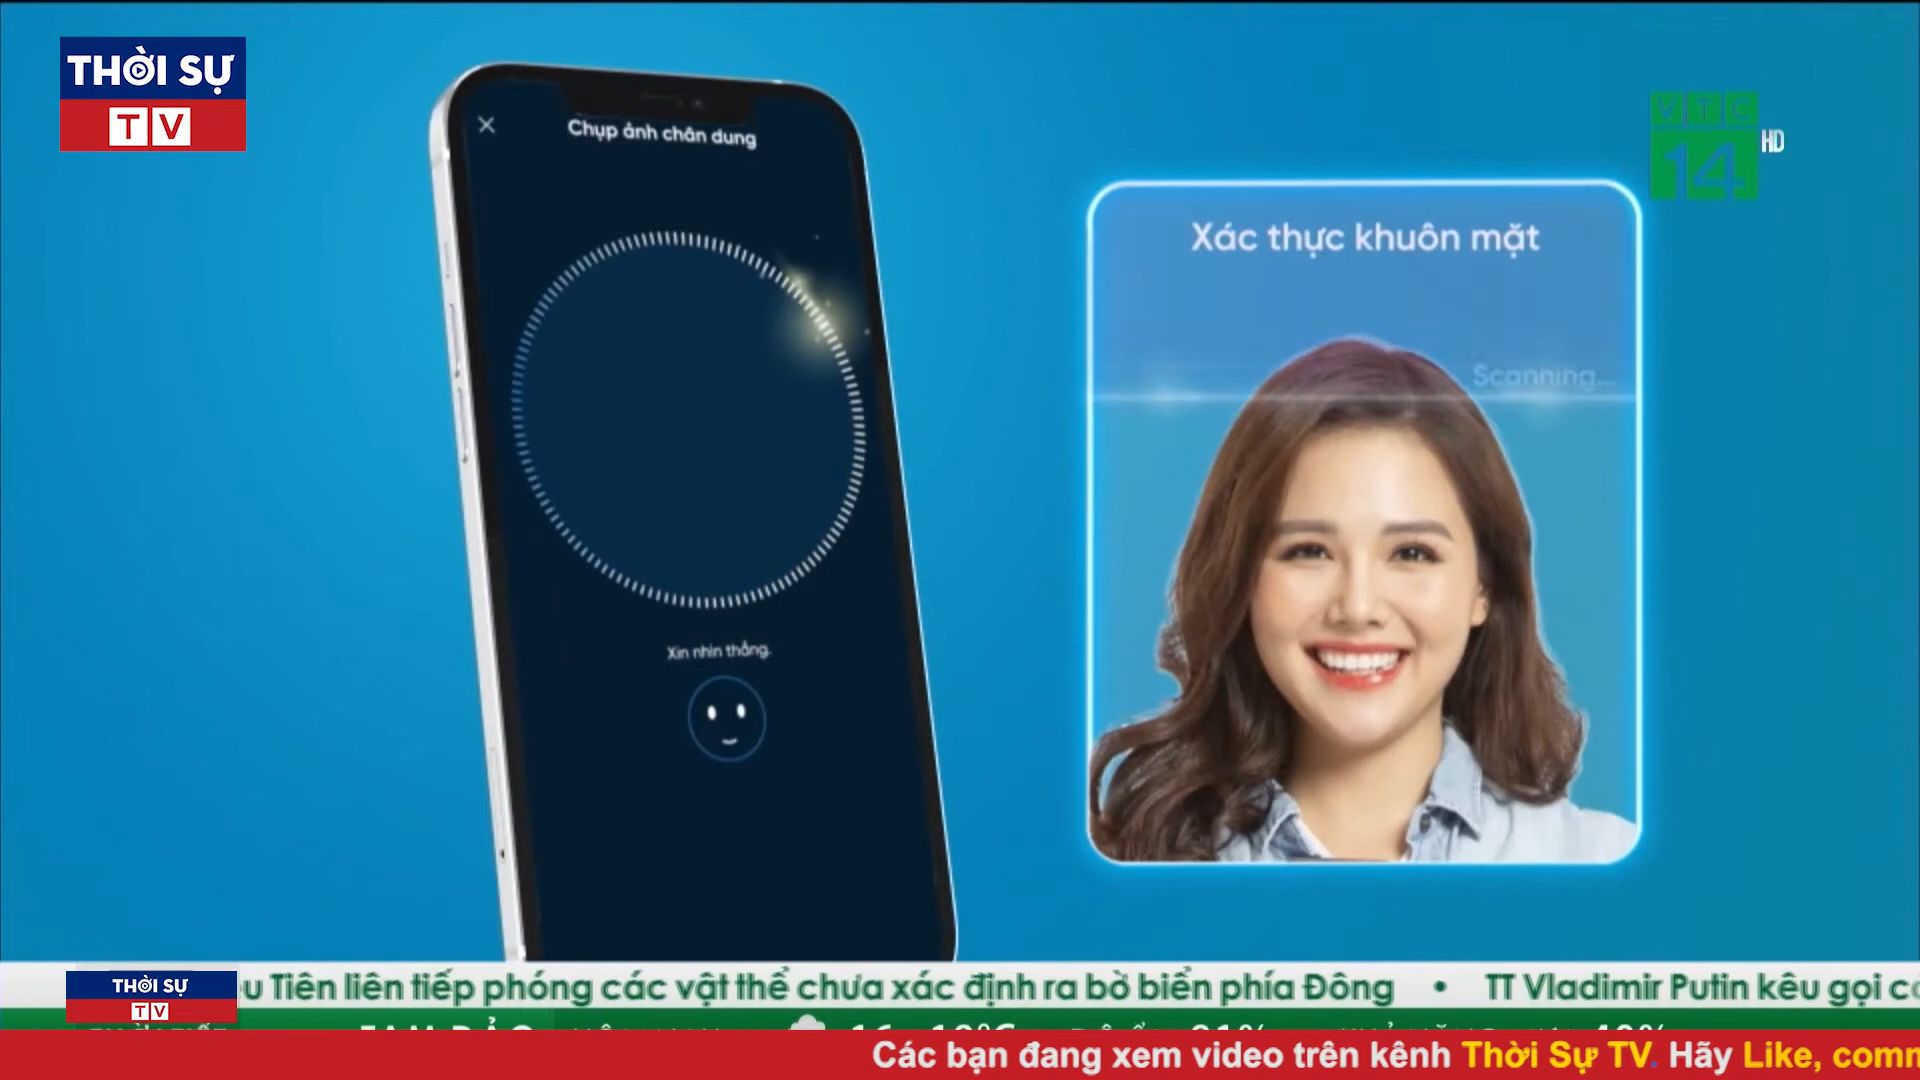 THỜI SỰ
TV
VTC
14 HD
Chụp ảnh chân dung
Xác thực khuôn mặt
Scanning...
Xin nhìn thẳng.
THỜI SỰ
TV
Tiên liên tiếp phóng các vật thể chưa xác định ra bờ biển phía Đông • TT Vladimir Putin kêu gọi
Các bạn đang xem video trên kênh Thời Sự TV. Hãy Like, comm